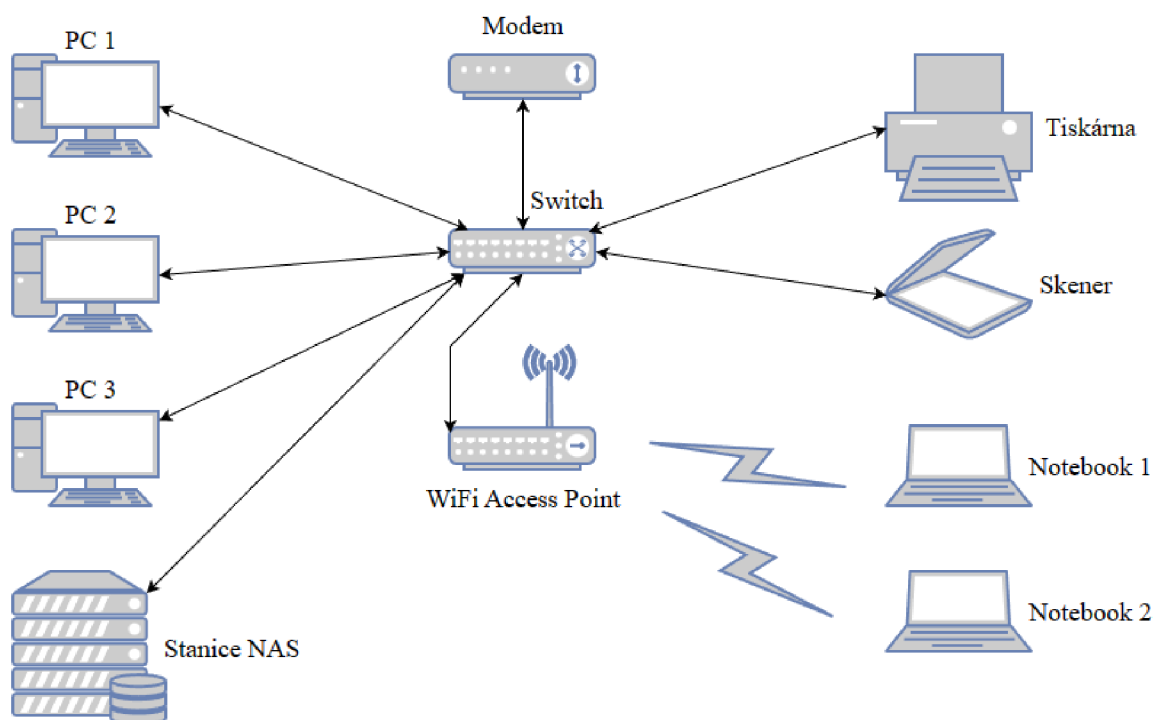 PC 1
Modem
Tiskárna
Switch
PC 2
Skener
PC 3
WiFi Access Point
Notebook 1
Notebook 2
Stanice NAS